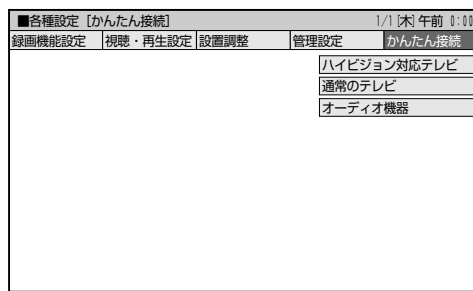 ■各種設定［かんたん接続］ 1/1[木]午前 0:00
録画機能設定 視聴・再生設定 設置調整 管理設定 かんたん接続
ハイビジョン対応テレビ
通常のテレビ
オーディオ機器